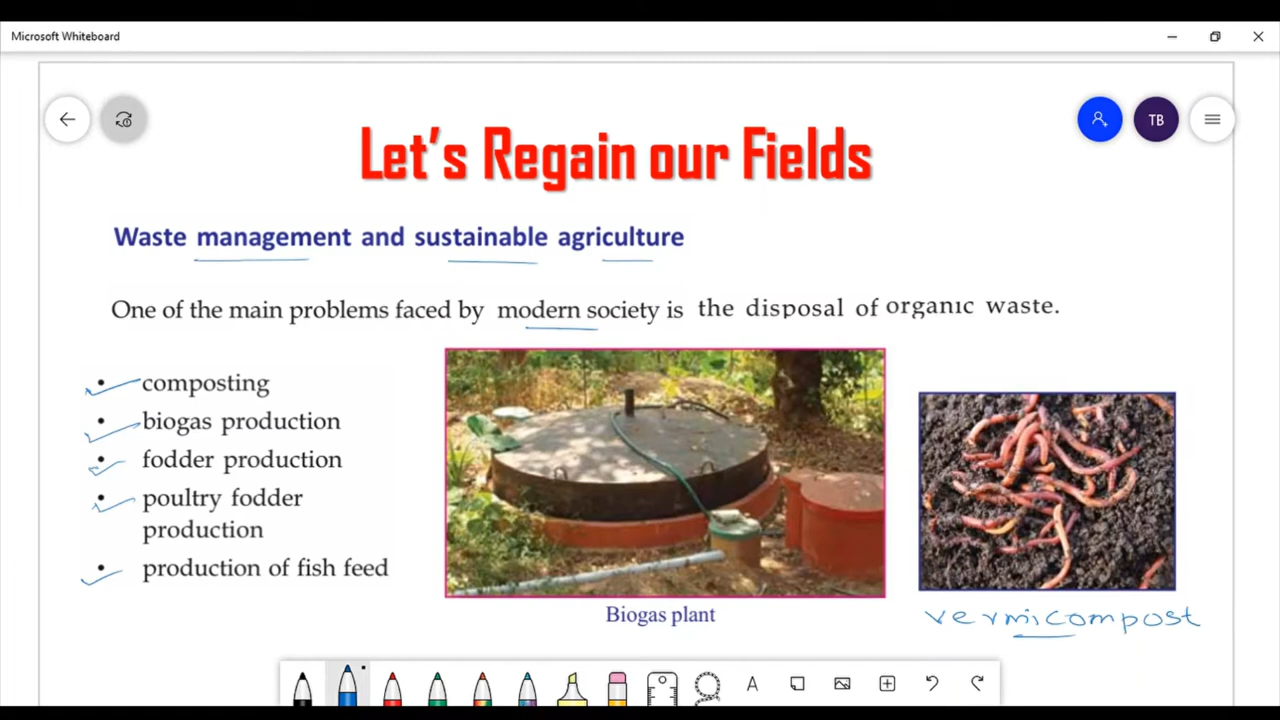 Microsoft Whiteboard
TB
Let's Regain our Fields
Waste management and sustainable agriculture
One of the main problems faced by modern society is the disposal of organic waste.
• composting
• biogas production
• fodder production
• poultry fodder
production
• production of fish feed
Biogas plant
vermicompost
A